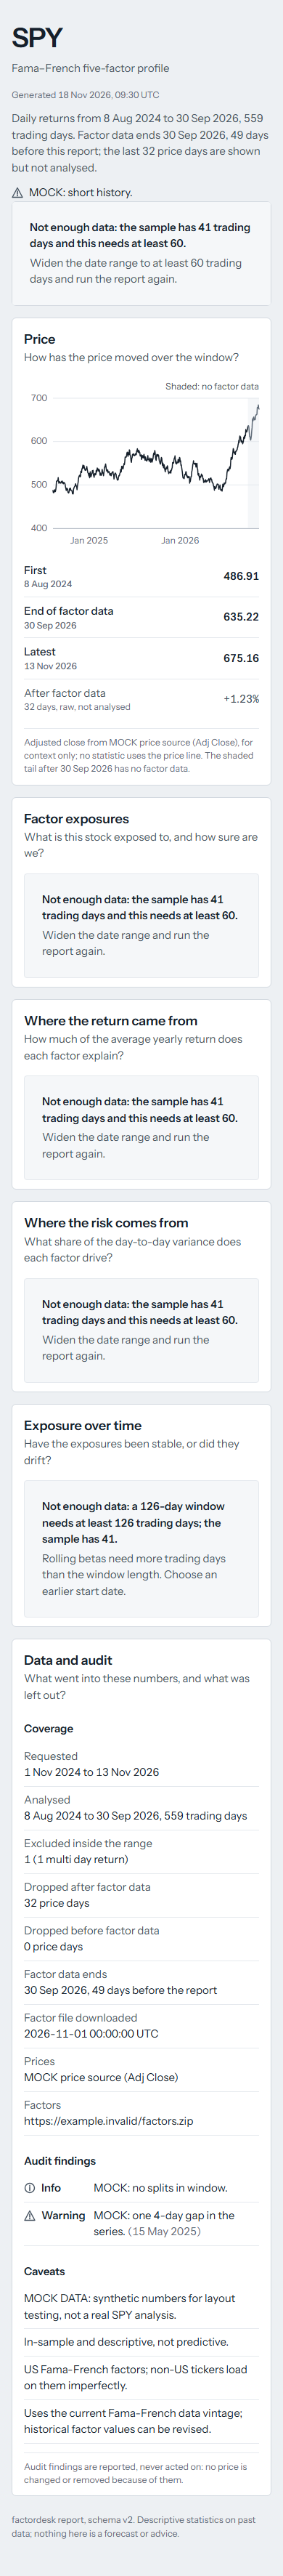 SPY
Fama–French five-factor profile
Generated 18 Nov 2026, 09:30 UTC
Daily returns from 8 Aug 2024 to 30 Sep 2026, 559
trading days. Factor data ends 30 Sep 2026, 49 days
before this report; the last 32 price days are shown
but not analysed.
MOCK: short history.
Not enough data: the sample has 41 trading
days and this needs at least 60.
Widen the date range to at least 60 trading
days and run the report again.
Price
How has the price moved over the window?
Shaded: no factor data
700
600
500
400
Jan 2025
Jan 2026
First
8 Aug 2024
486.91
End of factor data
30 Sep 2026
635.22
Latest
13 Nov 2026
675.16
After factor data
32 days, raw, not analysed
+1.23%
Adjusted close from MOCK price source (Adj Close), for
context only; no statistic uses the price line. The shaded
tail after 30 Sep 2026 has no factor data.
Factor exposures
What is this stock exposed to, and how sure are
we?
Not enough data: the sample has 41
trading days and this needs at least 60.
Widen the date range and run the
report again.
Where the return came from
How much of the average yearly return does
each factor explain?
Not enough data: the sample has 41
trading days and this needs at least 60.
Widen the date range and run the
report again.
Where the risk comes from
What share of the day-to-day variance does
each factor drive?
Not enough data: the sample has 41
trading days and this needs at least 60.
Widen the date range and run the
report again.
Exposure over time
Have the exposures been stable, or did they
drift?
Not enough data: a 126-day window
needs at least 126 trading days; the
sample has 41.
Rolling betas need more trading days
than the window length. Choose an
earlier start date.
Data and audit
What went into these numbers, and what was
left out?
Coverage
Requested
1 Nov 2024 to 13 Nov 2026
Analysed
8 Aug 2024 to 30 Sep 2026, 559 trading days
Excluded inside the range
1 (1 multi day return)
Dropped after factor data
32 price days
Dropped before factor data
0 price days
Factor data ends
30 Sep 2026, 49 days before the report
Factor file downloaded
2026-11-01 00:00:00 UTC
Prices
MOCK price source (Adj Close)
Factors
https://example.invalid/factors.zip
Audit findings
Info MOCK: no splits in window.
Warning MOCK: one 4-day gap in the
series. (15 May 2025)
Caveats
MOCK DATA: synthetic numbers for layout
testing, not a real SPY analysis.
In-sample and descriptive, not predictive.
US Fama-French factors; non-US tickers load
on them imperfectly.
Uses the current Fama-French data vintage;
historical factor values can be revised.
Audit findings are reported, never acted on: no price is
changed or removed because of them.
factordesk report, schema v2. Descriptive statistics on past
data; nothing here is a forecast or advice.